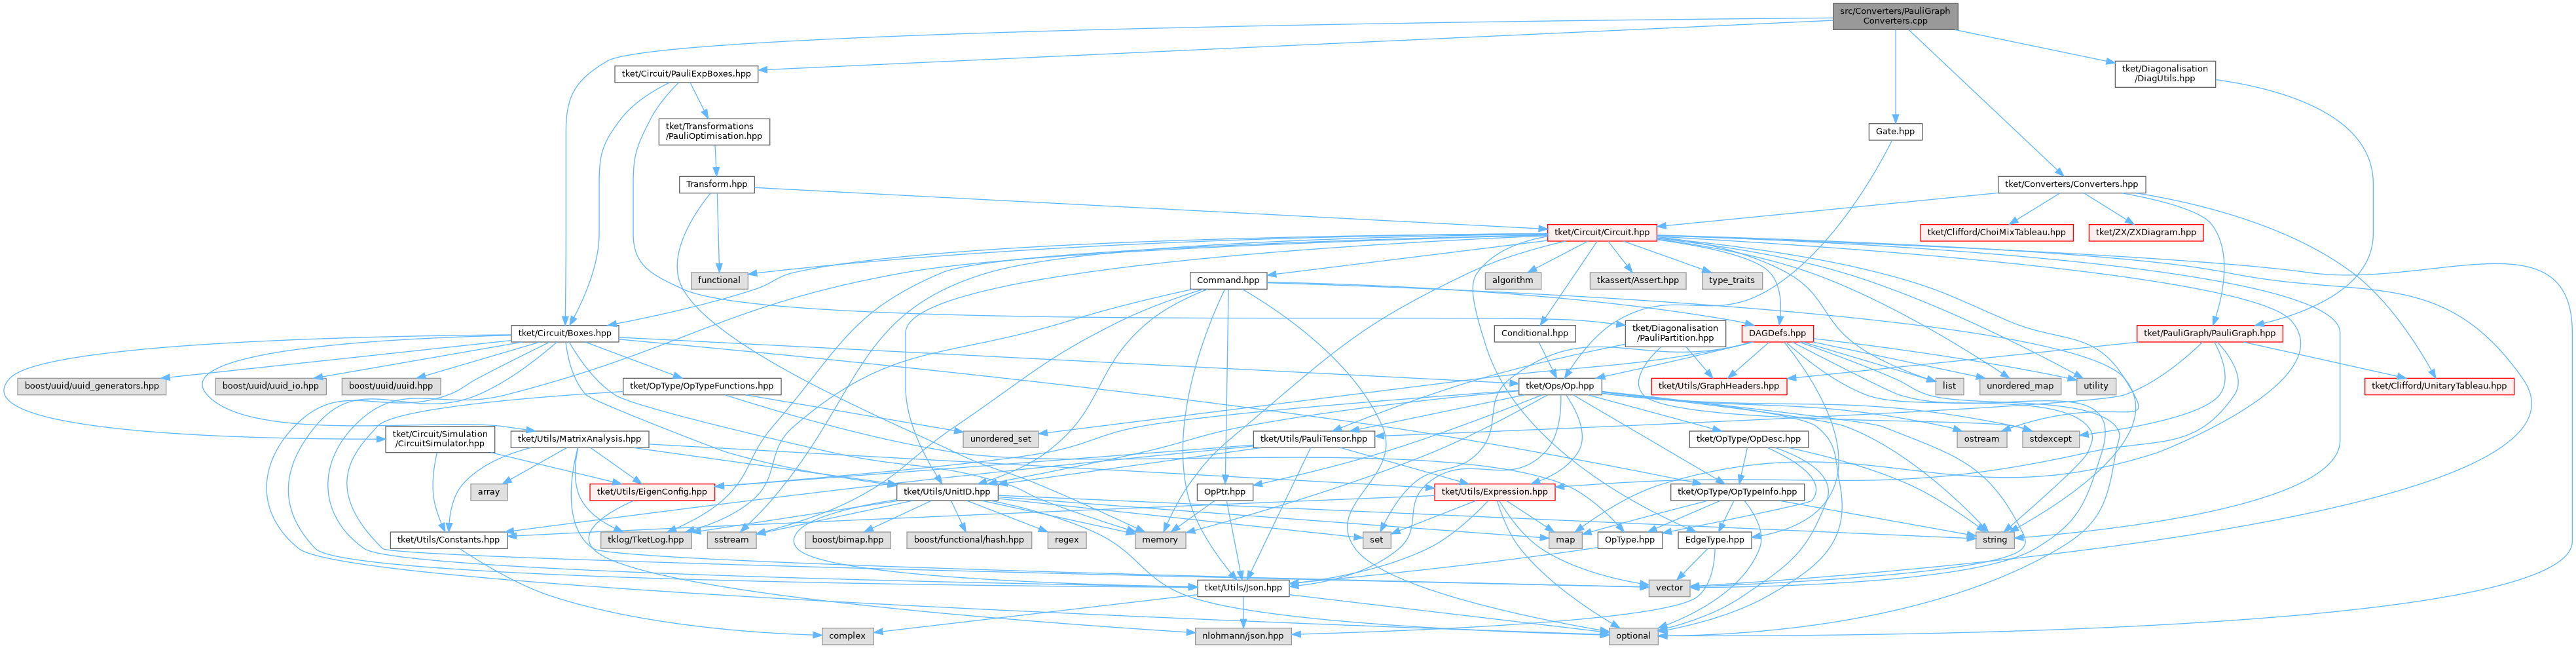 src/Converters/PauliGraph
Converters.cpp
tket/Circuit/PauliExpBoxes.hpp
tket/Diagonalisation
/DiagUtils.hpp
tket/Transformations
/PauliOptimisation.hpp
Gate.hpp
Transform.hpp
tket/Converters/Converters.hpp
tket/Circuit/Circuit.hpp
tket/Clifford/ChoiMixTableau.hpp
tket/ZX/ZXDiagram.hpp
functional
Command.hpp
algorithm
tkassert/Assert.hpp
type_traits
tket/Circuit/Boxes.hpp
Conditional.hpp
tket/Diagonalisation
/PauliPartition.hpp
DAGDefs.hpp
tket/PauliGraph/PauliGraph.hpp
boost/uuid/uuid_generators.hpp
boost/uuid/uuid_io.hpp
boost/uuid/uuid.hpp
tket/OpType/OpTypeFunctions.hpp
tket/Ops/Op.hpp
tket/Utils/GraphHeaders.hpp
list
unordered_map
utility
tket/Clifford/UnitaryTableau.hpp
tket/Circuit/Simulation
/CircuitSimulator.hpp
tket/Utils/MatrixAnalysis.hpp
unordered_set
tket/Utils/PauliTensor.hpp
tket/OpType/OpDesc.hpp
ostream
stdexcept
array
tket/Utils/EigenConfig.hpp
tket/Utils/UnitID.hpp
OpPtr.hpp
tket/Utils/Expression.hpp
tket/OpType/OpTypeInfo.hpp
tket/Utils/Constants.hpp
tklog/TketLog.hpp
sstream
boost/bimap.hpp
boost/functional/hash.hpp
regex
memory
set
map
OpType.hpp
EdgeType.hpp
string
tket/Utils/Json.hpp
vector
complex
nlohmann/json.hpp
optional